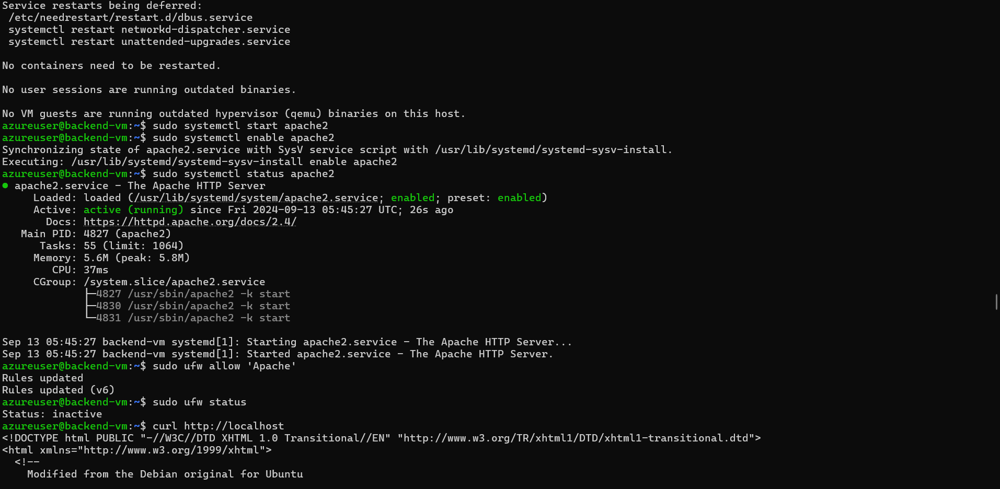 Service restarts being deferred:
 /etc/needrestart/restart.d/dbus.service
 systemctl restart networkd-dispatcher.service
 systemctl restart unattended-upgrades.service

No containers need to be restarted.

No user sessions are running outdated binaries.

No VM guests are running outdated hypervisor (qemu) binaries on this host.
azureuser@backend-vm:~$ sudo systemctl start apache2
azureuser@backend-vm:~$ sudo systemctl enable apache2
Synchronizing state of apache2.service with SysV service script with /usr/lib/systemd/systemd-sysv-install.
Executing: /usr/lib/systemd/systemd-sysv-install enable apache2
azureuser@backend-vm:~$ sudo systemctl status apache2
● apache2.service - The Apache HTTP Server
     Loaded: loaded (/usr/lib/systemd/system/apache2.service; enabled; preset: enabled)
     Active: active (running) since Fri 2024-09-13 05:45:27 UTC; 26s ago
       Docs: https://httpd.apache.org/docs/2.4/
   Main PID: 4827 (apache2)
      Tasks: 55 (limit: 1064)
     Memory: 5.6M (peak: 5.8M)
        CPU: 37ms
     CGroup: /system.slice/apache2.service
             ├─4827 /usr/sbin/apache2 -k start
             ├─4830 /usr/sbin/apache2 -k start
             └─4831 /usr/sbin/apache2 -k start

Sep 13 05:45:27 backend-vm systemd[1]: Starting apache2.service - The Apache HTTP Server...
Sep 13 05:45:27 backend-vm systemd[1]: Started apache2.service - The Apache HTTP Server.
azureuser@backend-vm:~$ sudo ufw allow 'Apache'
Rules updated
Rules updated (v6)
azureuser@backend-vm:~$ sudo ufw status
Status: inactive
azureuser@backend-vm:~$ curl http://localhost
<!DOCTYPE html PUBLIC "-//W3C//DTD XHTML 1.0 Transitional//EN" "http://www.w3.org/TR/xhtml1/DTD/xhtml1-transitional.dtd">
<html xmlns="http://www.w3.org/1999/xhtml">
  <!--
    Modified from the Debian original for Ubuntu